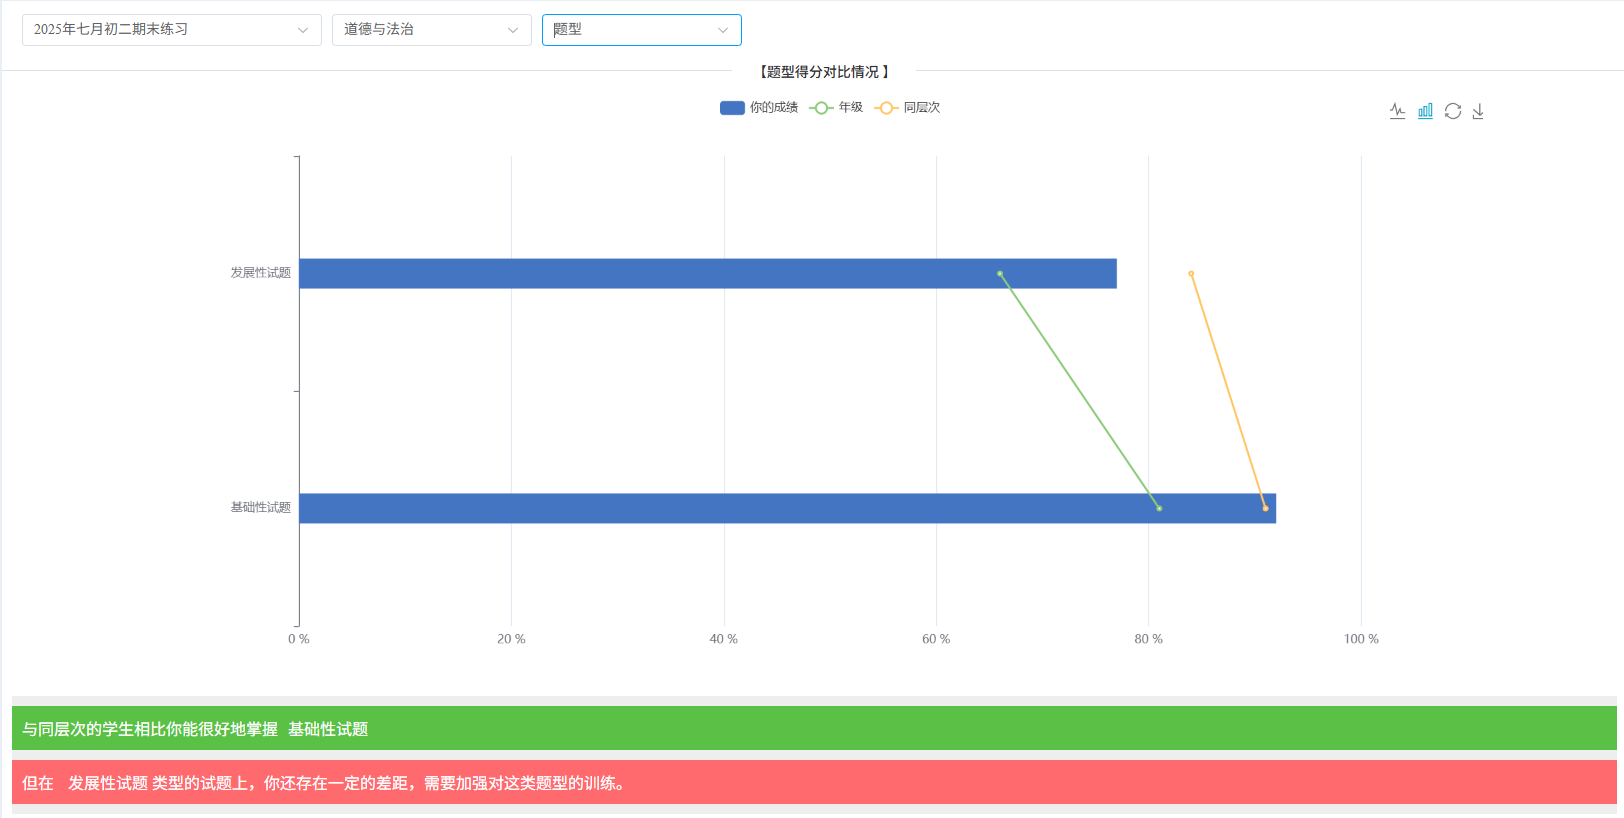 2025年七月初二期末练习 道德与法治 题型
【题型得分对比情况 】
你的成绩 年级 同层次
发展性试题
基础性试题
0 % 20 % 40 % 60 % 80 % 100 %
与同层次的学生相比你能很好地掌握 基础性试题
但在 发展性试题 类型的试题上，你还存在一定的差距，需要加强对这类题型的训练。